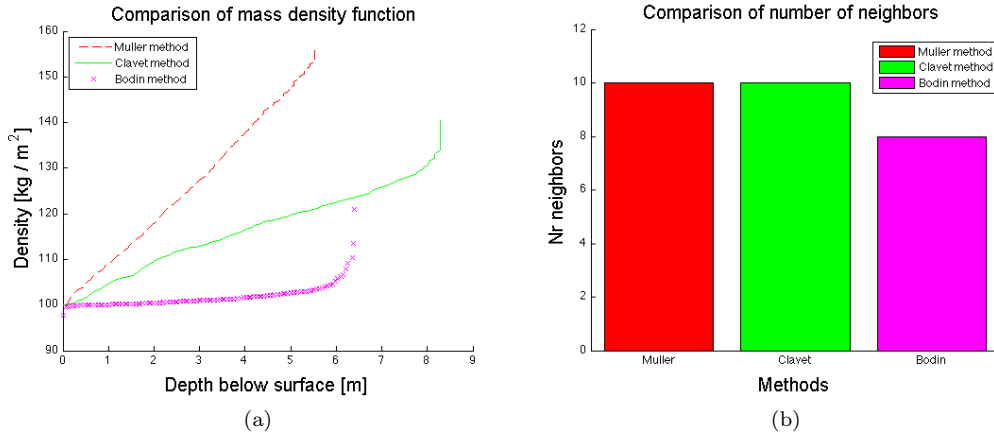 Comparison of mass density function
160
150
140
130
120
110
100
90
Density [kg / m²]
Muller method
Clavet method
Bodin method
0 1 2 3 4 5 6 7 8 9
Depth below surface [m]
(a)
Comparison of number of neighbors
12
10
8
6
4
2
0
Nr neighbors
Muller method
Clavet method
Bodin method
Muller Clavet Bodin
Methods
(b)